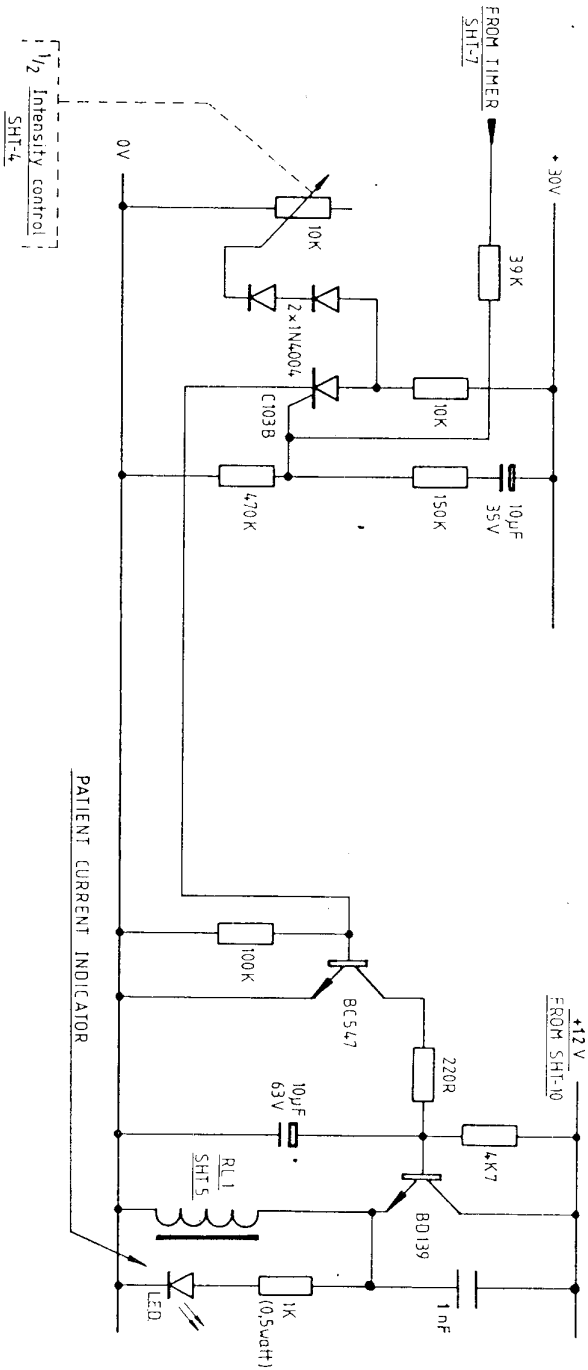 FROM TIMER
SHT-7
+ 30V
39K
10K
10µF
35V
150K
470K
C103B
2×1N4004
10K
0V
1/2 Intensity control
SHT-4
+12V
FROM SHT-10
4K7
220R
BC547
100K
BD139
10µF
63V
1nF
RL1
SHT5
1K
(0,5watt)
LED.
PATIENT CURRENT INDICATOR